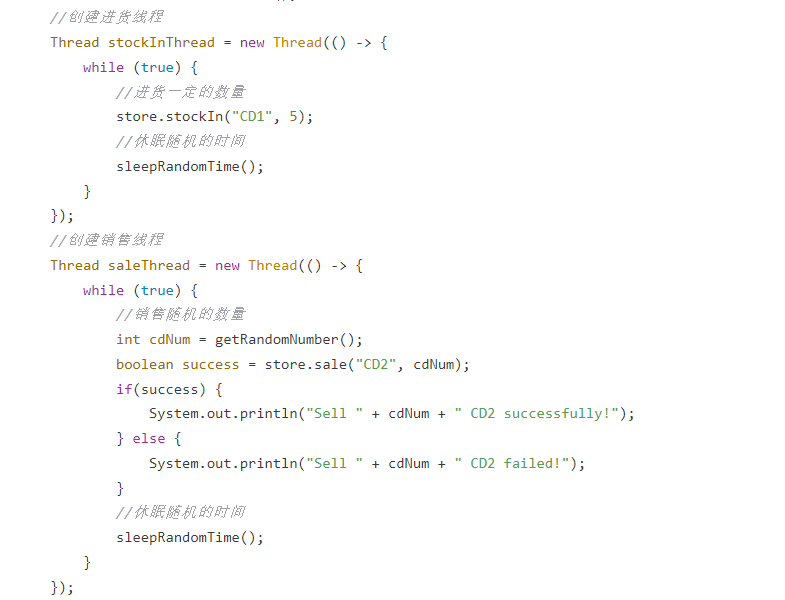 //创建进货线程
Thread stockInThread = new Thread(() -> {
    while (true) {
        //进货一定的数量
        store.stockIn("CD1", 5);
        //休眠随机的时间
        sleepRandomTime();
    }
});
//创建销售线程
Thread saleThread = new Thread(() -> {
    while (true) {
        //销售随机的数量
        int cdNum = getRandomNumber();
        boolean success = store.sale("CD2", cdNum);
        if(success) {
            System.out.println("Sell " + cdNum + " CD2 successfully!");
        } else {
            System.out.println("Sell " + cdNum + " CD2 failed!");
        }
        //休眠随机的时间
        sleepRandomTime();
    }
});